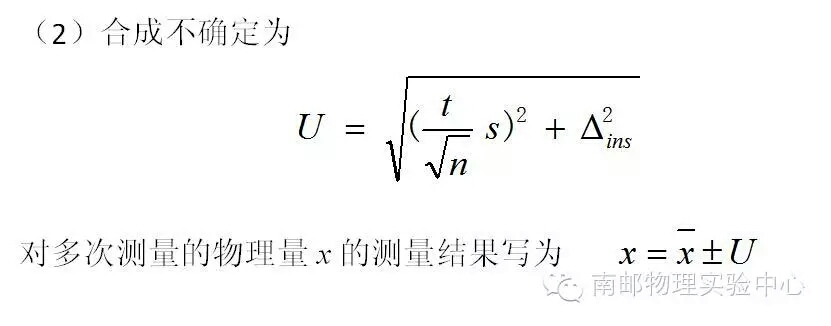 （2）合成不确定为
U = √((t/√n) s)² + Δ²ins
对多次测量的物理量 x 的测量结果写为 x = x̄ ± U
南邮物理实验中心